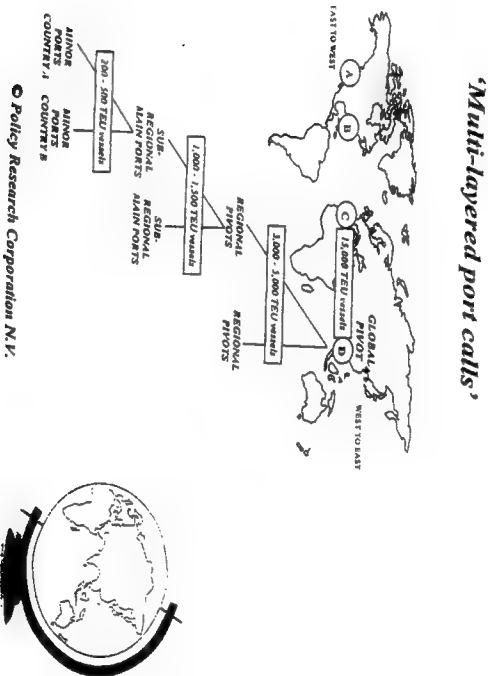 'Multi-layered port calls'
EAST TO WEST
WEST TO EAST
A
B
C
15,000 TEU vessels
D
GLOBAL
PIVOT
3,000 - 5,000 TEU vessels
REGIONAL
PIVOTS
REGIONAL
PIVOTS
1,000 - 1,500 TEU vessels
SUB-
REGIONAL
MAIN PORTS
SUB-
REGIONAL
MAIN PORTS
200 - 500 TEU vessels
MINOR
PORTS
COUNTRY A
MINOR
PORTS
COUNTRY B
© Policy Research Corporation N.V.